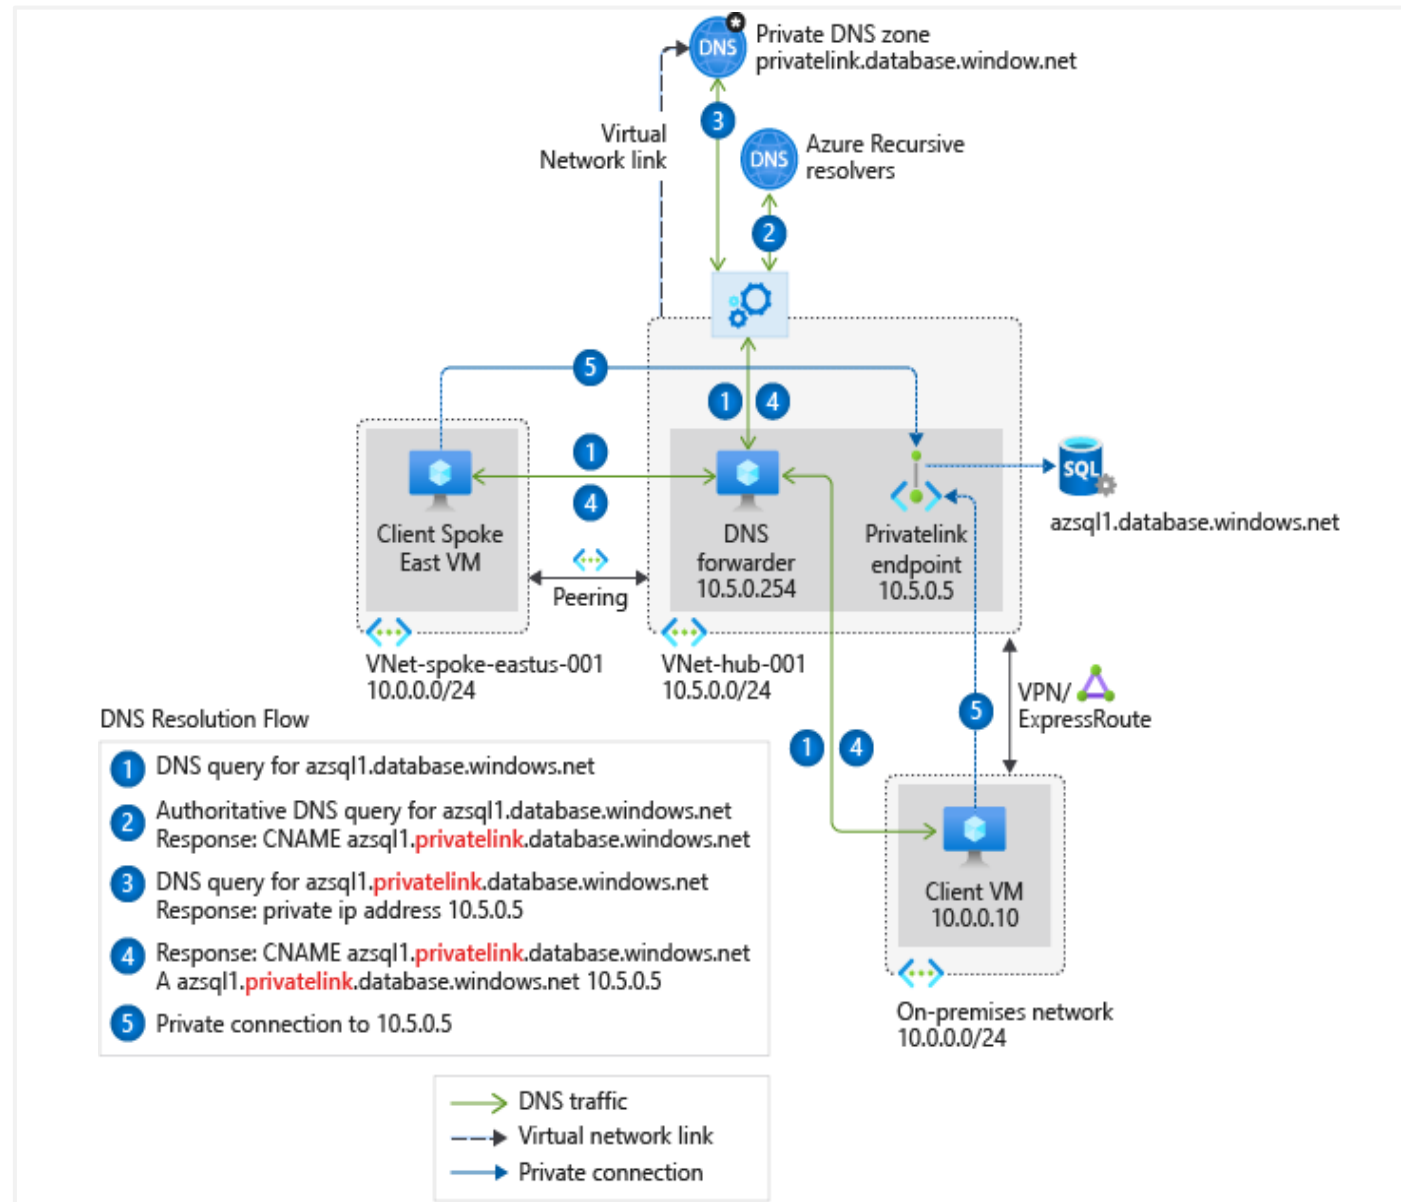 DNS
Private DNS zone
privatelink.database.window.net
3
Virtual
Network link
DNS
Azure Recursive
resolvers
2
5
1
4
1
4
Client Spoke
East VM
DNS
forwarder
10.5.0.254
Privatelink
endpoint
10.5.0.5
SQL
azsql1.database.windows.net
Peering
VNet-spoke-eastus-001
10.0.0.0/24
VNet-hub-001
10.5.0.0/24
VPN/
ExpressRoute
5
1
4
Client VM
10.0.0.10
On-premises network
10.0.0.0/24
DNS Resolution Flow
1 DNS query for azsql1.database.windows.net
2 Authoritative DNS query for azsql1.database.windows.net
Response: CNAME azsql1.privatelink.database.windows.net
3 DNS query for azsql1.privatelink.database.windows.net
Response: private ip address 10.5.0.5
4 Response: CNAME azsql1.privatelink.database.windows.net
A azsql1.privatelink.database.windows.net 10.5.0.5
5 Private connection to 10.5.0.5
DNS traffic
Virtual network link
Private connection